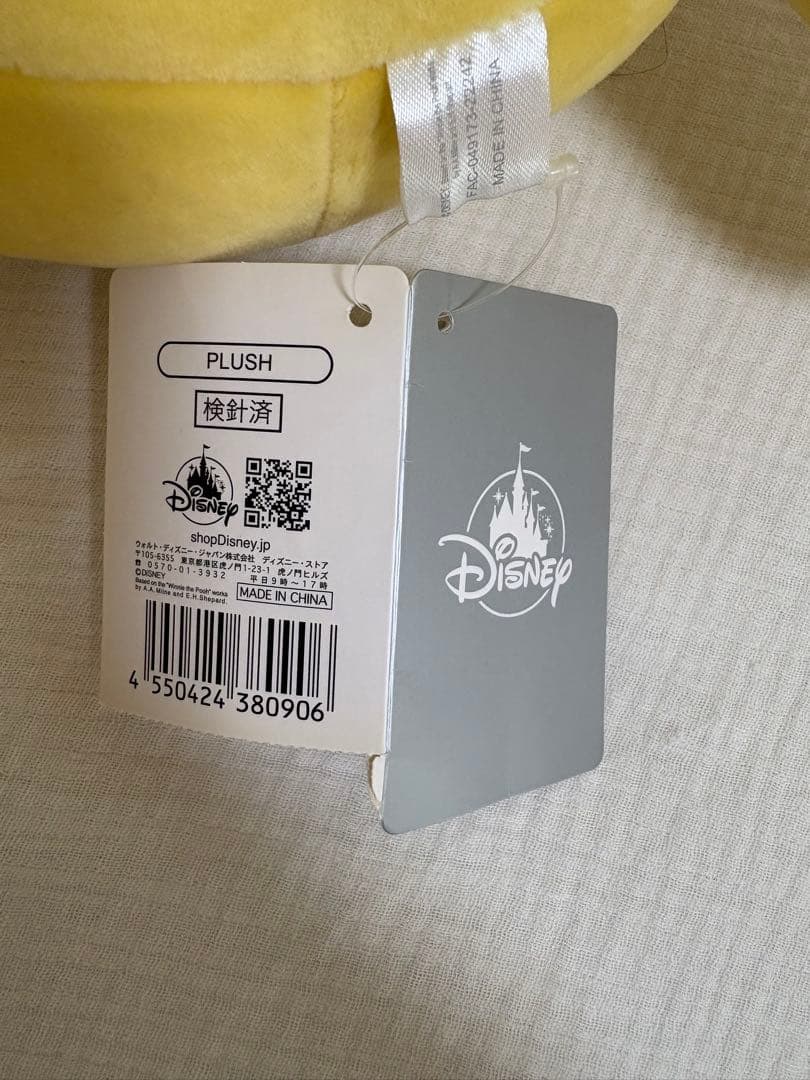 FAC-049173-22242
MADE IN CHINA
PLUSH
検針済
Disney
shopDisney.jp
ウォルト・ディズニー・ジャパン株式会社 ディズニー・ストア
〒105-6355 東京都港区虎ノ門1-23-1 虎ノ門ヒルズ
0570-01-3932 平日9時～17時
©DISNEY
Based on the "Winnie the Pooh" works
by A.A. Milne and E.H. Shepard.
MADE IN CHINA
4 550424 380906
Disney